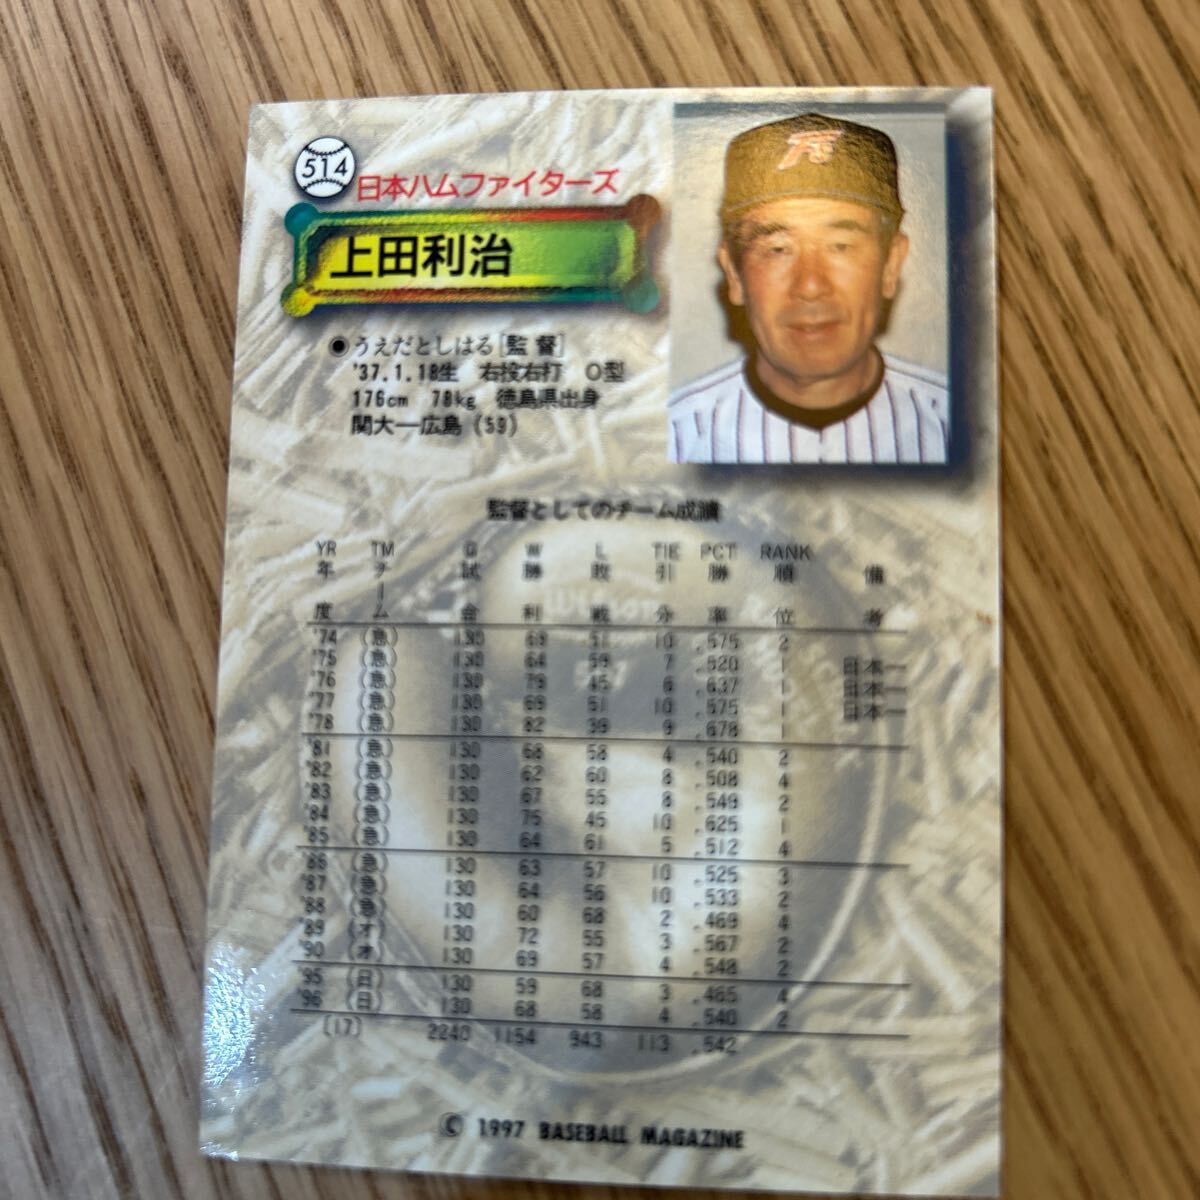 514
日本ハムファイターズ
上田利治
●うえだとしはる[監督]
'37.1.18生 右投右打 O型
176cm 78kg 徳島県出身
関大―広島(59)
監督としてのチーム成績
YR TM G W L TIE PCT RANK
年度 チーム 試合 勝利 敗戦 引分 勝率 順位 備考
'74 (急) 130 69 51 10 .575 2
'75 (急) 130 64 59 7 .520 1 日本一
'76 (急) 130 79 45 6 .637 1 日本一
'77 (急) 130 69 51 10 .575 1 日本一
'78 (急) 130 82 39 9 .678 1
'81 (急) 130 68 58 4 .540 2
'82 (急) 130 62 60 8 .508 4
'83 (急) 130 67 55 8 .549 2
'84 (急) 130 75 45 10 .625 1
'85 (急) 130 64 61 5 .512 4
'86 (急) 130 63 57 10 .525 3
'87 (急) 130 64 56 10 .533 2
'88 (急) 130 60 68 2 .469 4
'89 (オ) 130 72 55 3 .567 2
'90 (オ) 130 69 57 4 .548 2
'95 (日) 130 59 68 3 .465 4
'96 (日) 130 68 58 4 .540 2
(17) 2240 1154 943 113 .542
© 1997 BASEBALL MAGAZINE